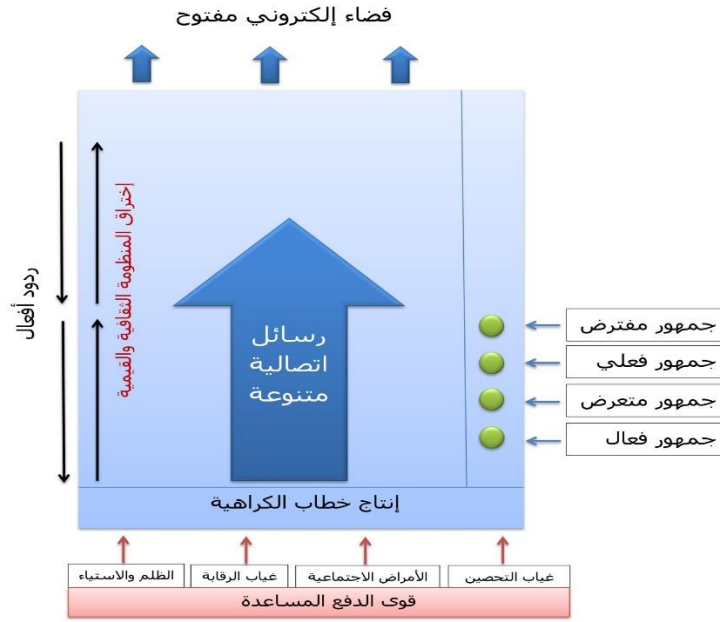 فضاء إلكتروني مفتوح
ردود أفعال
إختراق المنظومة الثقافية والقيمية
رسائل
اتصالية
متنوعة
جمهور مفترض
جمهور فعلي
جمهور متعرض
جمهور فعال
إنتاج خطاب الكراهية
غياب التحصين
الأمراض الاجتماعية
غياب الرقابة
الظلم والاستياء
قوى الدفع المساعدة